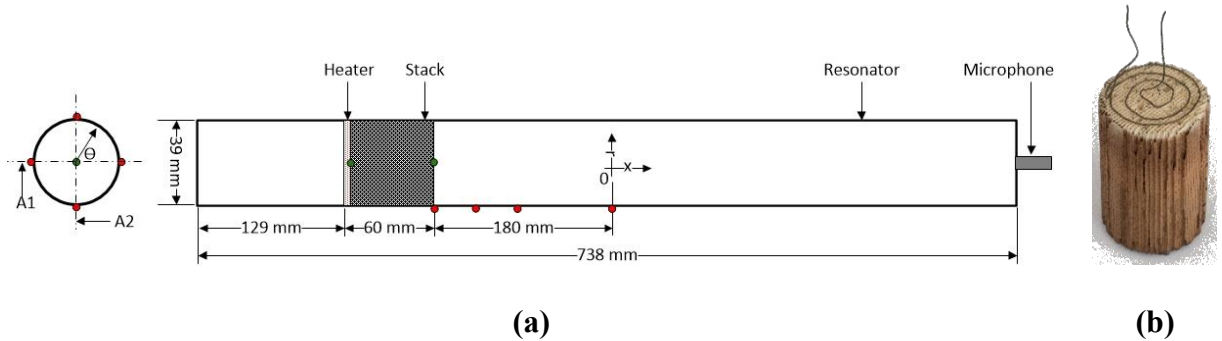 Heater
Stack
Resonator
Microphone
Θ
A1
A2
39 mm
r
x
0
129 mm
60 mm
180 mm
738 mm
(a)
(b)